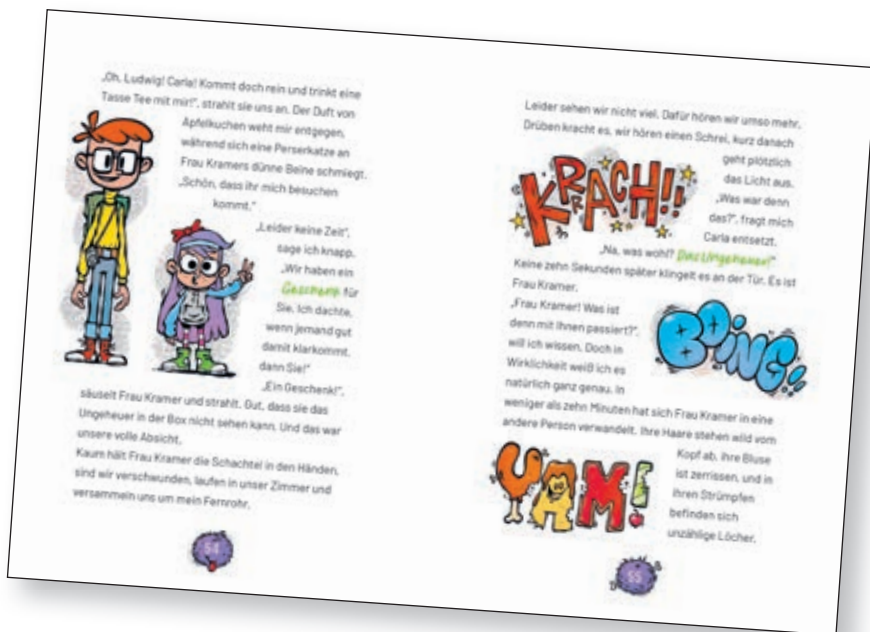 „Oh, Ludwig! Carla! Kommt doch rein und trinkt eine
Tasse Tee mit mir!", strahlt sie uns an. Der Duft von
Apfelkuchen weht mir entgegen,
während sich eine Perserkatze an
Frau Kramers dünne Beine schmiegt.
„Schön, dass ihr mich besuchen
kommt."
„Leider keine Zeit",
sage ich knapp.
„Wir haben ein
Geschenk für
Sie. Ich dachte,
wenn jemand gut
damit klarkommt,
dann Sie!"
„Ein Geschenk!",
säuselt Frau Kramer und strahlt. Gut, dass sie das
Ungeheuer in der Box nicht sehen kann. Und das war
unsere volle Absicht.
Kaum hält Frau Kramer die Schachtel in den Händen,
sind wir verschwunden, laufen in unser Zimmer und
versammeln uns um mein Fernrohr.
54
Leider sehen wir nicht viel. Dafür hören wir umso mehr.
Drüben kracht es, wir hören einen Schrei, kurz danach
geht plötzlich
das Licht aus.
KRRACH!!
„Was war denn
das?", fragt mich
Carla entsetzt.
„Na, was wohl? Das Ungeheuer!"
Keine zehn Sekunden später klingelt es an der Tür. Es ist
Frau Kramer.
„Frau Kramer! Was ist
denn mit Ihnen passiert?",
will ich wissen. Doch in
Wirklichkeit weiß ich es
natürlich ganz genau. In
BOING!!
weniger als zehn Minuten hat sich Frau Kramer in eine
andere Person verwandelt. Ihre Haare stehen wild vom
YAM!
Kopf ab, ihre Bluse
ist zerrissen, und in
ihren Strümpfen
befinden sich
unzählige Löcher.
55